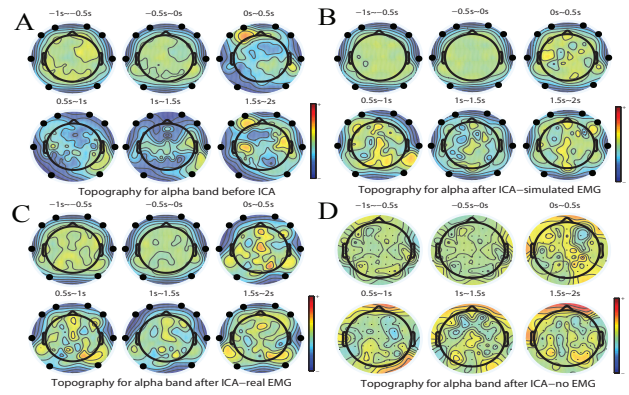 A
−1s~−0.5s −0.5s~0s 0s~0.5s
0.5s~1s 1s~1.5s 1.5s~2s
+
-
Topography for alpha band before ICA
B
−1s~−0.5s −0.5s~0s 0s~0.5s
0.5s~1s 1s~1.5s 1.5s~2s
+
-
Topography for alpha after ICA−simulated EMG
C
−1s~−0.5s −0.5s~0s 0s~0.5s
0.5s~1s 1s~1.5s 1.5s~2s
+
-
Topography for alpha band after ICA−real EMG
D
−1s~−0.5s −0.5s~0s 0s~0.5s
0.5s~1s 1s~1.5s 1.5s~2s
+
-
Topography for alpha band after ICA−no EMG